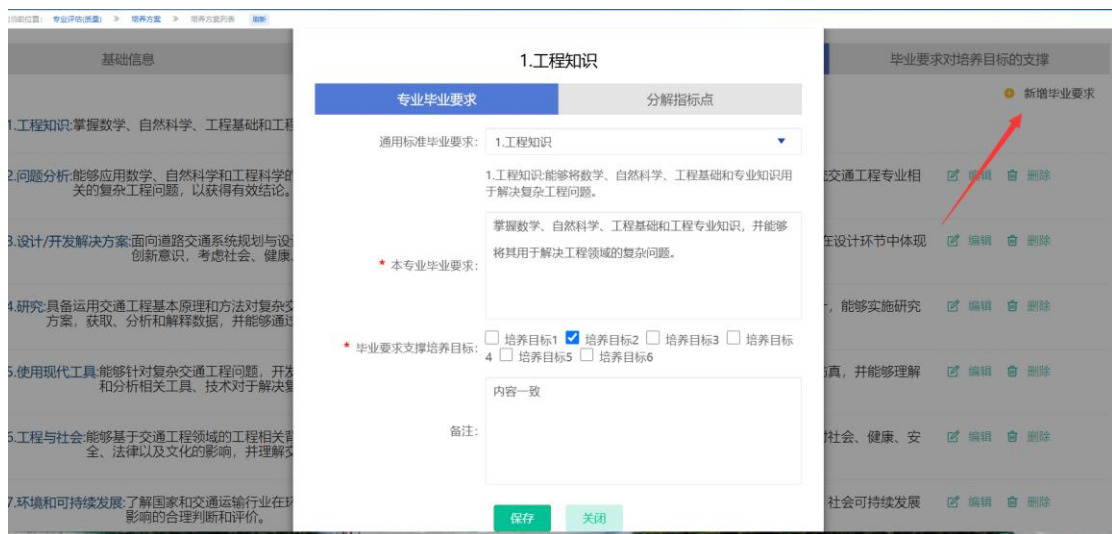 当前位置: 专业评估(质量) » 培养方案 » 培养方案列表 刷新
基础信息
毕业要求对培养目标的支撑
新增毕业要求
1.工程知识
专业毕业要求 分解指标点
通用标准毕业要求: 1.工程知识
1.工程知识:能够将数学、自然科学、工程基础和专业知识用
于解决复杂工程问题。
* 本专业毕业要求:
掌握数学、自然科学、工程基础和工程专业知识，并能够
将其用于解决工程领域的复杂问题。
* 毕业要求支撑培养目标: 培养目标1 培养目标2 培养目标3 培养目标
4 培养目标5 培养目标6
备注:
内容一致
保存 关闭
1.工程知识:掌握数学、自然科学、工程基础和工程
2.问题分析:能够应用数学、自然科学和工程科学的
关的复杂工程问题，以获得有效结论。
交通工程专业相 编辑 删除
3.设计/开发解决方案:面向道路交通系统规划与设
创新意识，考虑社会、健康
在设计环节中体现 编辑 删除
4.研究:具备运用交通工程基本原理和方法对复杂交
方案，获取、分析和解释数据，并能够通过
，能够实施研究 编辑 删除
5.使用现代工具:能够针对复杂交通工程问题，开发
和分析相关工具、技术对于解决复
真，并能够理解 编辑 删除
6.工程与社会:能够基于交通工程领域的工程相关背
全、法律以及文化的影响，并理解交
社会、健康、安 编辑 删除
7.环境和可持续发展:了解国家和交通运输行业在环
影响的合理判断和评价。
社会可持续发展 编辑 删除